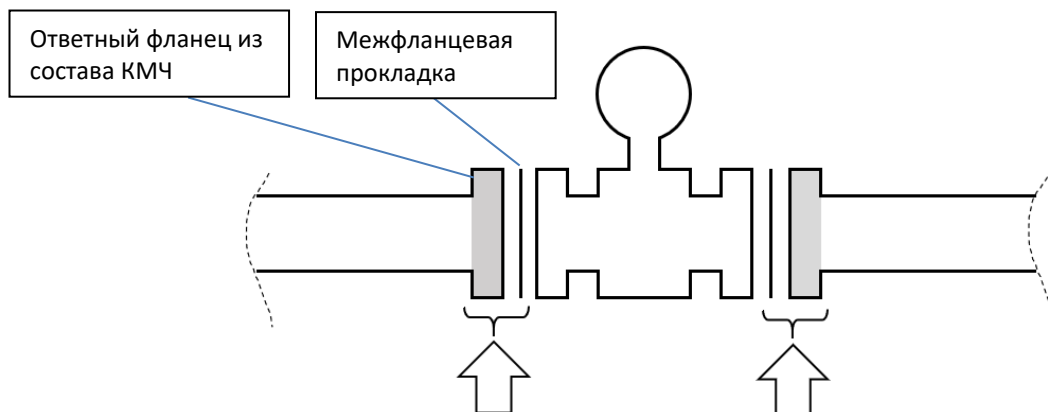 Ответный фланец из
состава КМЧ
Межфланцевая
прокладка